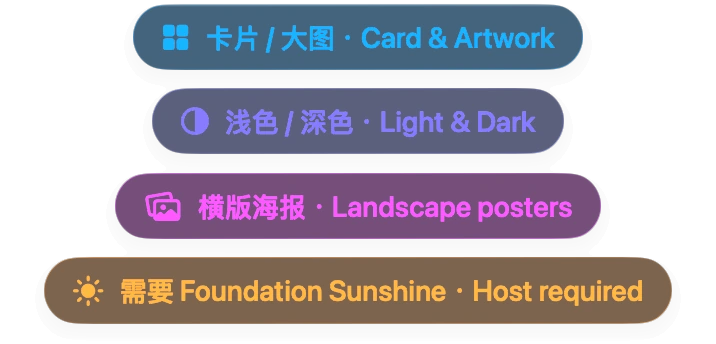 卡片 / 大图 · Card & Artwork
浅色 / 深色 · Light & Dark
横版海报 · Landscape posters
需要 Foundation Sunshine · Host required